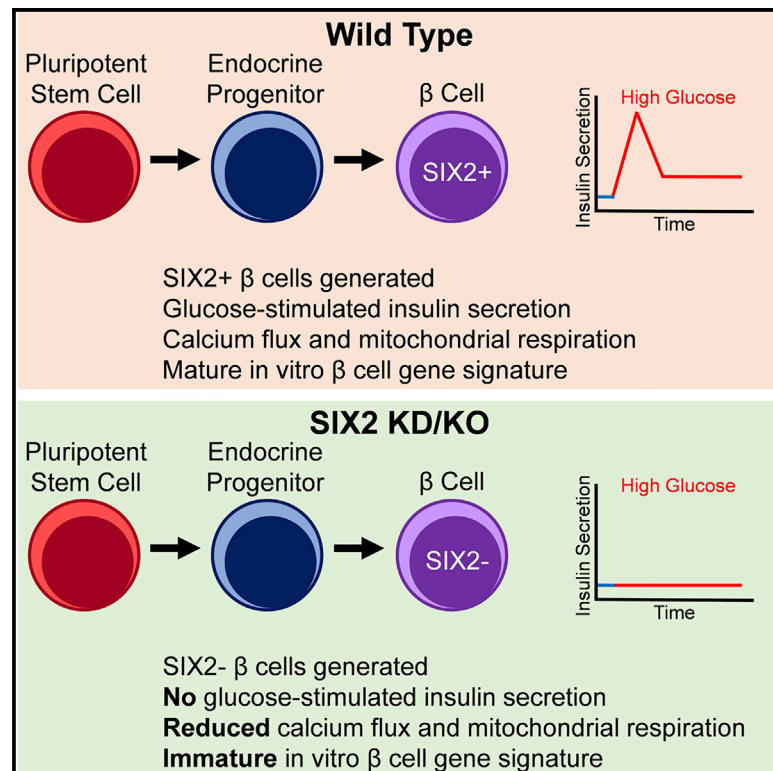 Wild Type
Pluripotent
Stem Cell
Endocrine
Progenitor
β Cell
SIX2+
High Glucose
Insulin Secretion
Time
SIX2+ β cells generated
Glucose-stimulated insulin secretion
Calcium flux and mitochondrial respiration
Mature in vitro β cell gene signature
SIX2 KD/KO
Pluripotent
Stem Cell
Endocrine
Progenitor
β Cell
SIX2-
High Glucose
Insulin Secretion
Time
SIX2- β cells generated
No glucose-stimulated insulin secretion
Reduced calcium flux and mitochondrial respiration
Immature in vitro β cell gene signature